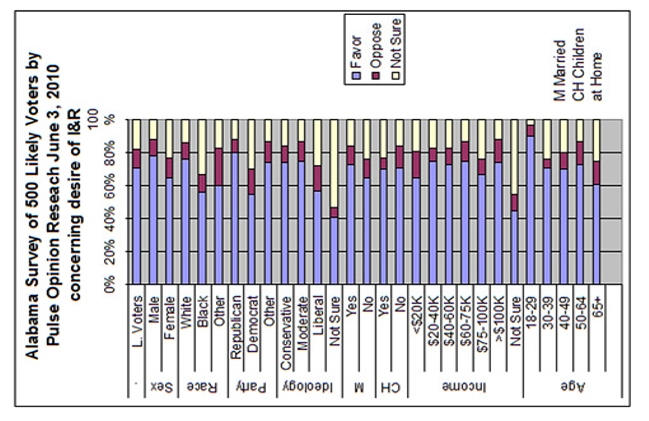 Alabama Survey of 500 Likely Voters by
Pulse Opinion Reseach June 3, 2010
concerning desire of I&R
Favor
Oppose
Not Sure
M Married
CH Children
at Home
0% 20% 40% 60% 80% 100
%
L. Voters
Male
Female
White
Black
Other
Republican
Democrat
Other
Conservative
Moderate
Liberal
Not Sure
Yes
No
Yes
No
<$20K
$20-40K
$40-60K
$60-75K
$75-100K
>$100K
Not Sure
18-29
30-39
40-49
50-64
65+
.
Sex
Race
Party
Ideology
M
CH
Income
Age